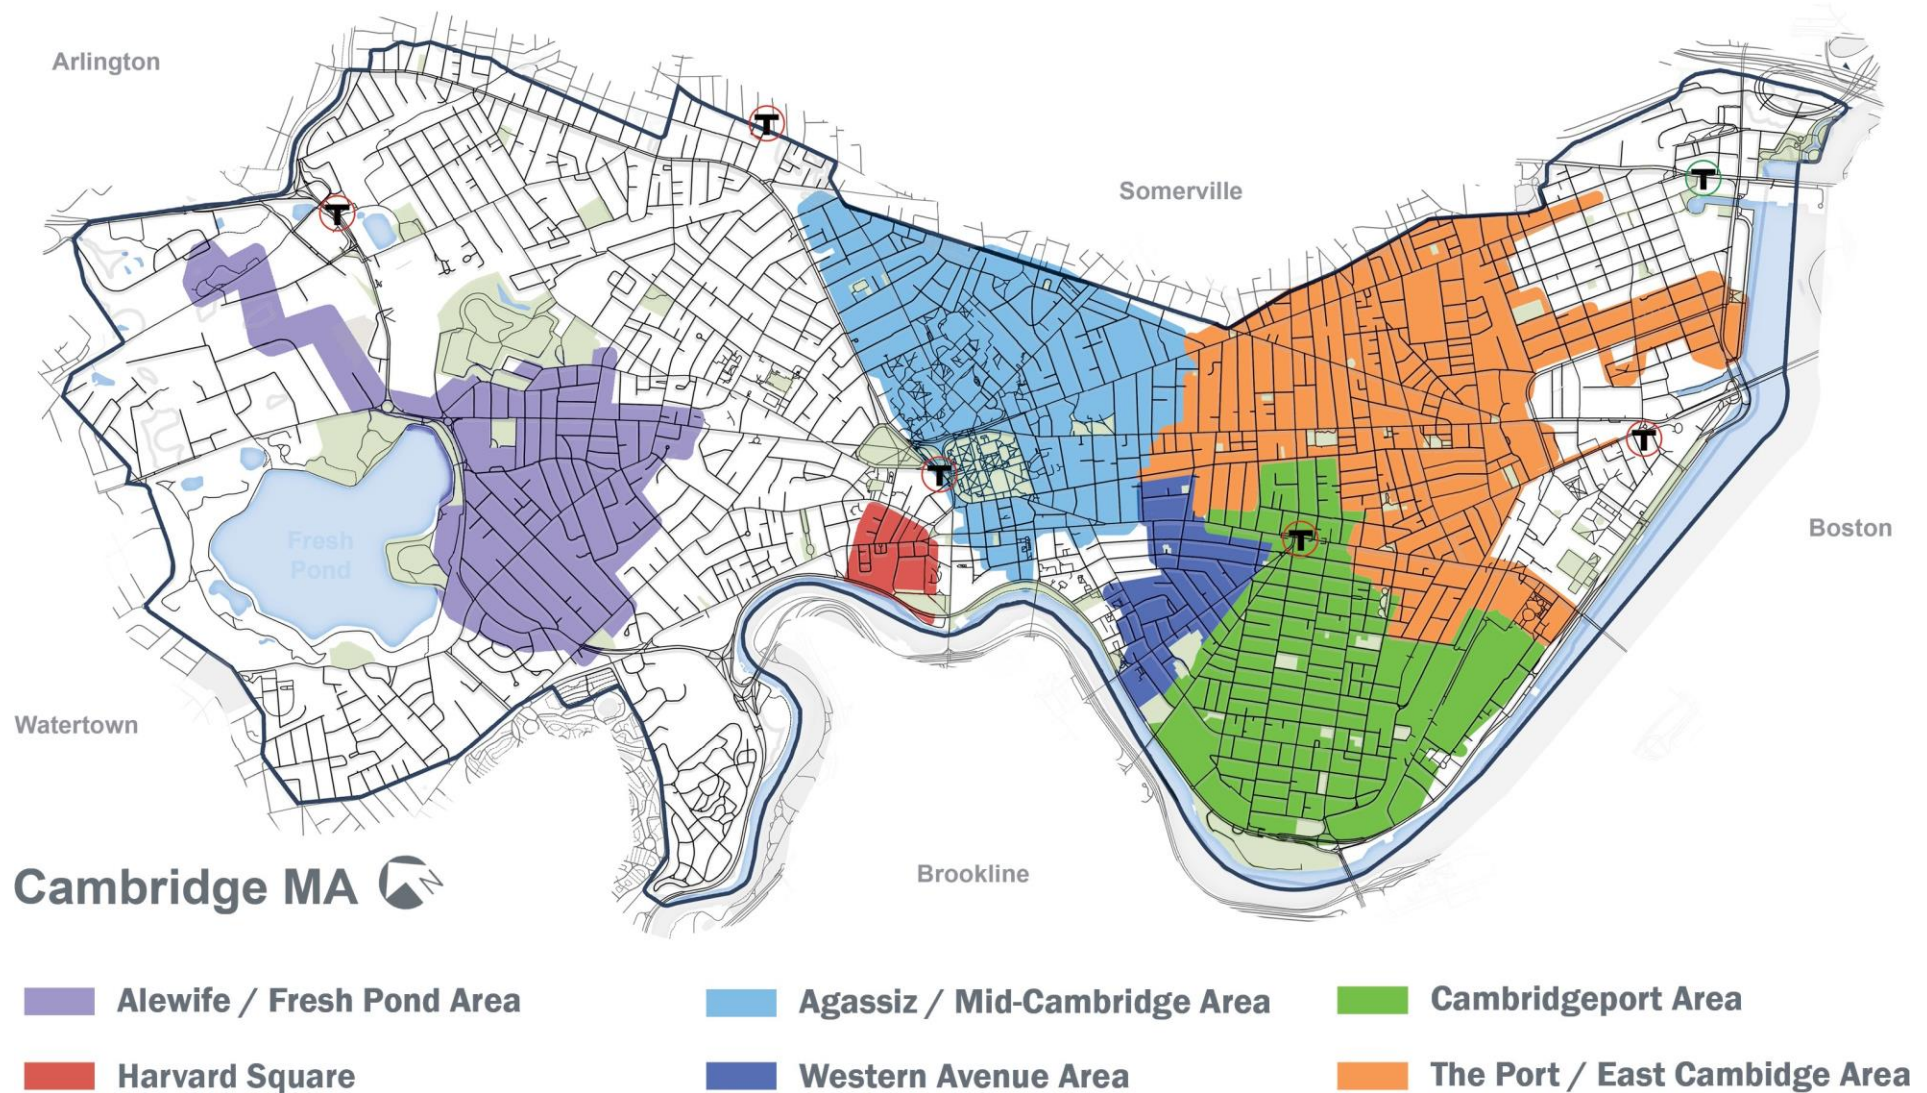 Arlington
T
T
T
Somerville
T
T
T
Fresh
Pond
Boston
Watertown
Brookline
Cambridge MA
N
Alewife / Fresh Pond Area
Agassiz / Mid-Cambridge Area
Cambridgeport Area
Harvard Square
Western Avenue Area
The Port / East Cambidge Area